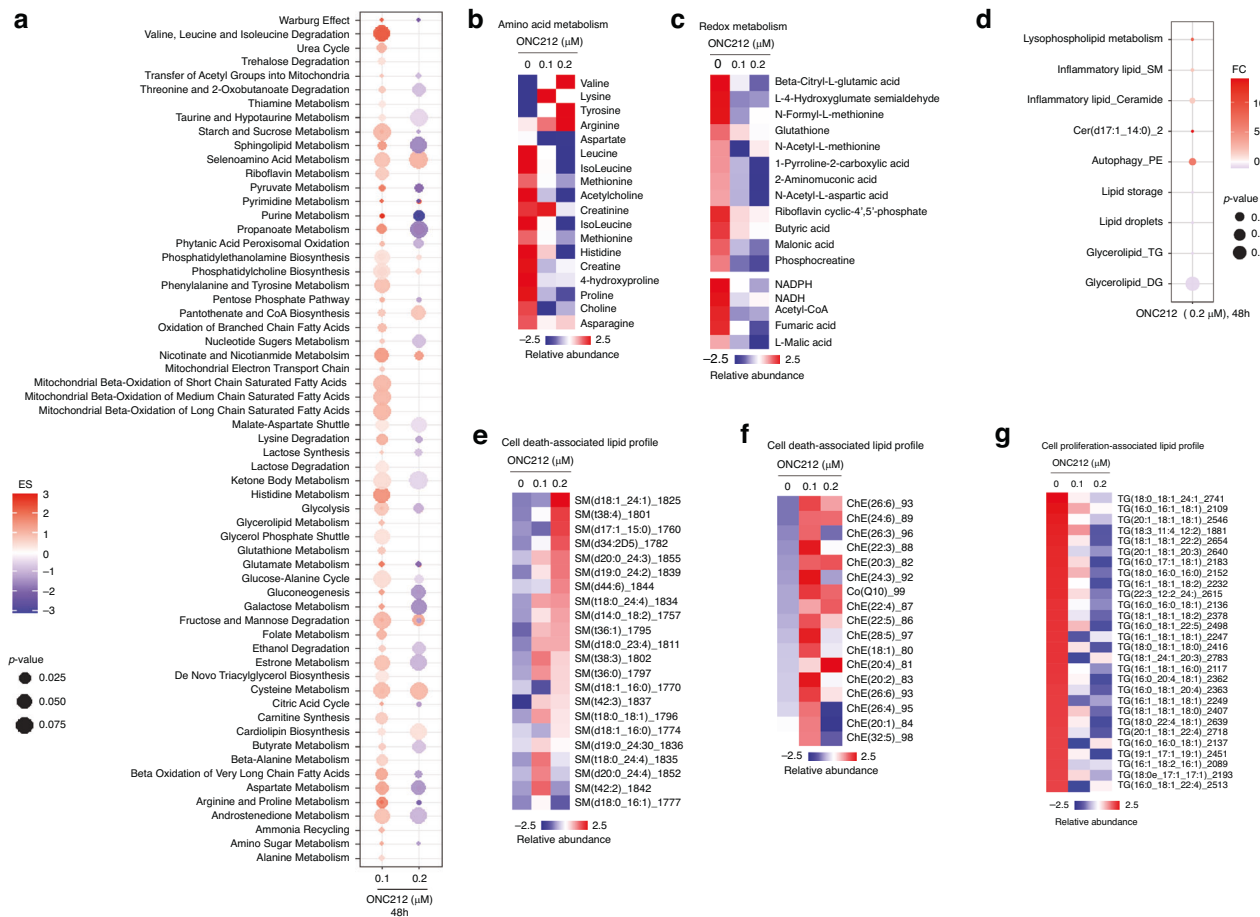 a
Warburg Effect
Valine, Leucine and Isoleucine Degradation
Urea Cycle
Trehalose Degradation
Transfer of Acetyl Groups into Mitochondria
Threonine and 2-Oxobutanoate Degradation
Thiamine Metabolism
Taurine and Hypotaurine Metabolism
Starch and Sucrose Metabolism
Sphingolipid Metabolism
Selenoamino Acid Metabolism
Riboflavin Metabolism
Pyruvate Metabolism
Pyrimidine Metabolism
Purine Metabolism
Propanoate Metabolism
Phytanic Acid Peroxisomal Oxidation
Phosphatidylethanolamine Biosynthesis
Phosphatidylcholine Biosynthesis
Phenylalanine and Tyrosine Metabolism
Pentose Phosphate Pathway
Pantothenate and CoA Biosynthesis
Oxidation of Branched Chain Fatty Acids
Nucleotide Sugers Metabolism
Nicotinate and Nicotianmide Metabolsim
Mitochondrial Electron Transport Chain
Mitochondrial Beta-Oxidation of Short Chain Saturated Fatty Acids
Mitochondrial Beta-Oxidation of Medium Chain Saturated Fatty Acids
Mitochondrial Beta-Oxidation of Long Chain Saturated Fatty Acids
Malate-Aspartate Shuttle
Lysine Degradation
Lactose Synthesis
Lactose Degradation
Ketone Body Metabolism
Histidine Metabolism
Glycolysis
Glycerolipid Metabolism
Glycerol Phosphate Shuttle
Glutathione Metabolism
Glutamate Metabolism
Glucose-Alanine Cycle
Gluconeogenesis
Galactose Metabolism
Fructose and Mannose Degradation
Folate Metabolism
Ethanol Degradation
Estrone Metabolism
De Novo Triacylglycerol Biosynthesis
Cysteine Metabolism
Citric Acid Cycle
Carnitine Synthesis
Cardiolipin Biosynthesis
Butyrate Metabolism
Beta-Alanine Metabolism
Beta Oxidation of Very Long Chain Fatty Acids
Aspartate Metabolism
Arginine and Proline Metabolism
Androstenedione Metabolism
Ammonia Recycling
Amino Sugar Metabolism
Alanine Metabolism
0.1 0.2
ONC212 (μM)
48h
ES
3
2
1
0
−1
−2
−3
p-value
0.025
0.050
0.075
b
Amino acid metabolism
ONC212 (μM)
0 0.1 0.2
Valine
Lysine
Tyrosine
Arginine
Aspartate
Leucine
IsoLeucine
Methionine
Acetylcholine
Creatinine
IsoLeucine
Methionine
Histidine
Creatine
4-hydroxyproline
Proline
Choline
Asparagine
−2.5 2.5
Relative abundance
c
Redox metabolism
ONC212 (μM)
0 0.1 0.2
Beta-Citryl-L-glutamic acid
L-4-Hydroxyglumate semialdehyde
N-Formyl-L-methionine
Glutathione
N-Acetyl-L-methionine
1-Pyrroline-2-carboxylic acid
2-Aminomuconic acid
N-Acetyl-L-aspartic acid
Riboflavin cyclic-4',5'-phosphate
Butyric acid
Malonic acid
Phosphocreatine
NADPH
NADH
Acetyl-CoA
Fumaric acid
L-Malic acid
−2.5 2.5
Relative abundance
d
Lysophospholipid metabolism
Inflammatory lipid_SM
Inflammatory lipid_Ceramide
Cer(d17:1_14:0)_2
Autophagy_PE
Lipid storage
Lipid droplets
Glycerolipid_TG
Glycerolipid_DG
ONC212 ( 0.2 μM), 48h
FC
10
5
0
p-value
0.
0.
0.
e
Cell death-associated lipid profile
ONC212 (μM)
0 0.1 0.2
SM(d18:1_24:1)_1825
SM(t38:4)_1801
SM(d17:1_15:0)_1760
SM(d34:2D5)_1782
SM(d20:0_24:3)_1855
SM(d19:0_24:2)_1839
SM(d44:6)_1844
SM(t18:0_24:4)_1834
SM(d14:0_18:2)_1757
SM(t36:1)_1795
SM(d18:0_23:4)_1811
SM(t38:3)_1802
SM(t36:0)_1797
SM(d18:1_16:0)_1770
SM(t42:3)_1837
SM(t18:0_18:1)_1796
SM(d18:1_16:0)_1774
SM(d19:0_24:30_1836
SM(t18:0_24:4)_1835
SM(d20:0_24:4)_1852
SM(t42:2)_1842
SM(d18:0_16:1)_1777
−2.5 2.5
Relative abundance
f
Cell death-associated lipid profile
ONC212 (μM)
0 0.1 0.2
ChE(26:6)_93
ChE(24:6)_89
ChE(26:3)_96
ChE(22:3)_88
ChE(20:3)_82
ChE(24:3)_92
Co(Q10)_99
ChE(22:4)_87
ChE(22:5)_86
ChE(28:5)_97
ChE(18:1)_80
ChE(20:4)_81
ChE(20:2)_83
ChE(26:6)_93
ChE(26:4)_95
ChE(20:1)_84
ChE(32:5)_98
−2.5 2.5
Relative abundance
g
Cell proliferation-associated lipid profile
ONC212 (μM)
0 0.1 0.2
TG(18:0_18:1_24:1_2741
TG(16:0_16:1_18:1)_2109
TG(20:1_18:1_18:1)_2546
TG(18:3_11:4_12:2)_1881
TG(18:1_18:1_22:2)_2654
TG(20:1_18:1_20:3)_2640
TG(16:0_17:1_18:1)_2183
TG(18:0_16:0_16:0)_2152
TG(16:1_18:1_18:2)_2232
TG(22:3_12:2_24:)_2615
TG(16:0_16:0_18:1)_2136
TG(18:1_18:1_18:2_2378
TG(16:0_18:1_22:5)_2498
TG(16:1_18:1_18:1)_2247
TG(18:0_18:1_18:0)_2416
TG(18:1_24:1_20:3)_2783
TG(16:1_18:1_16:0)_2117
TG(16:0_20:4_18:1)_2362
TG(16:0_18:1_20:4)_2363
TG(16:1_18:1_18:1)_2249
TG(18:1_18:1_18:0)_2407
TG(18:0_22:4_18:1)_2639
TG(20:1_18:1_22:4)_2718
TG(16:0_16:0_18:1)_2137
TG(19:1_17:1_19:1)_2451
TG(16:1_18:2_16:1)_2089
TG(18:0e_17:1_17:1)_2193
TG(16:0_18:1_22:4)_2513
−2.5 2.5
Relative abundance